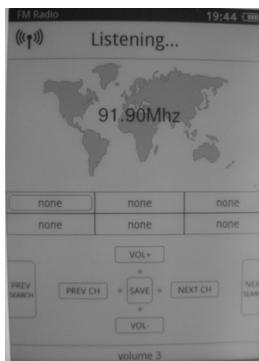 FM Radio 19:44
Listening...
91.90Mhz
none none none
none none none
VOL+
PREV SEARCH PREV CH SAVE NEXT CH
VOL-
volume 3